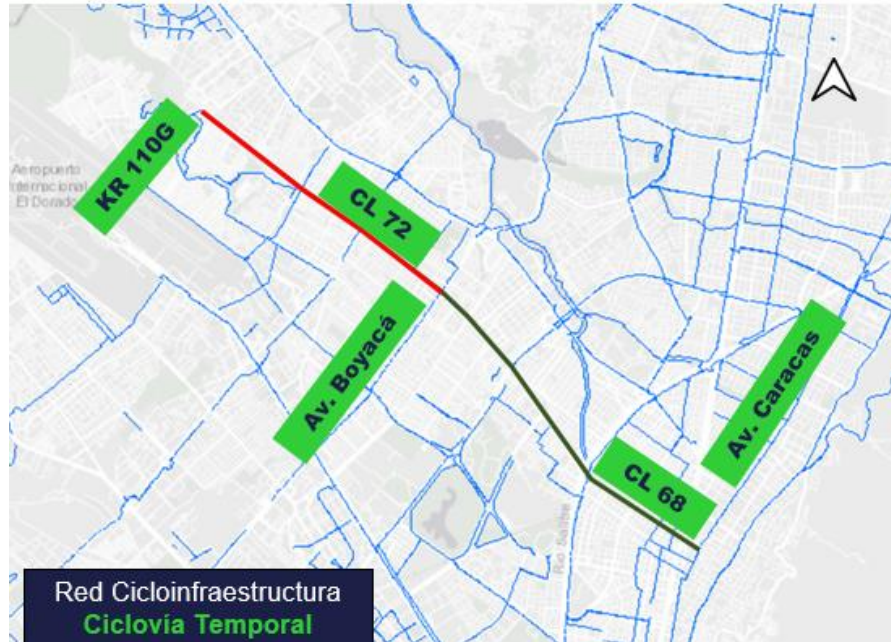 Aeropuerto
Internacional
El Dorado
KR 110G
CL 72
Av. Boyacá
Av. Caracas
CL 68
Red Cicloinfraestructura
Ciclovía Temporal